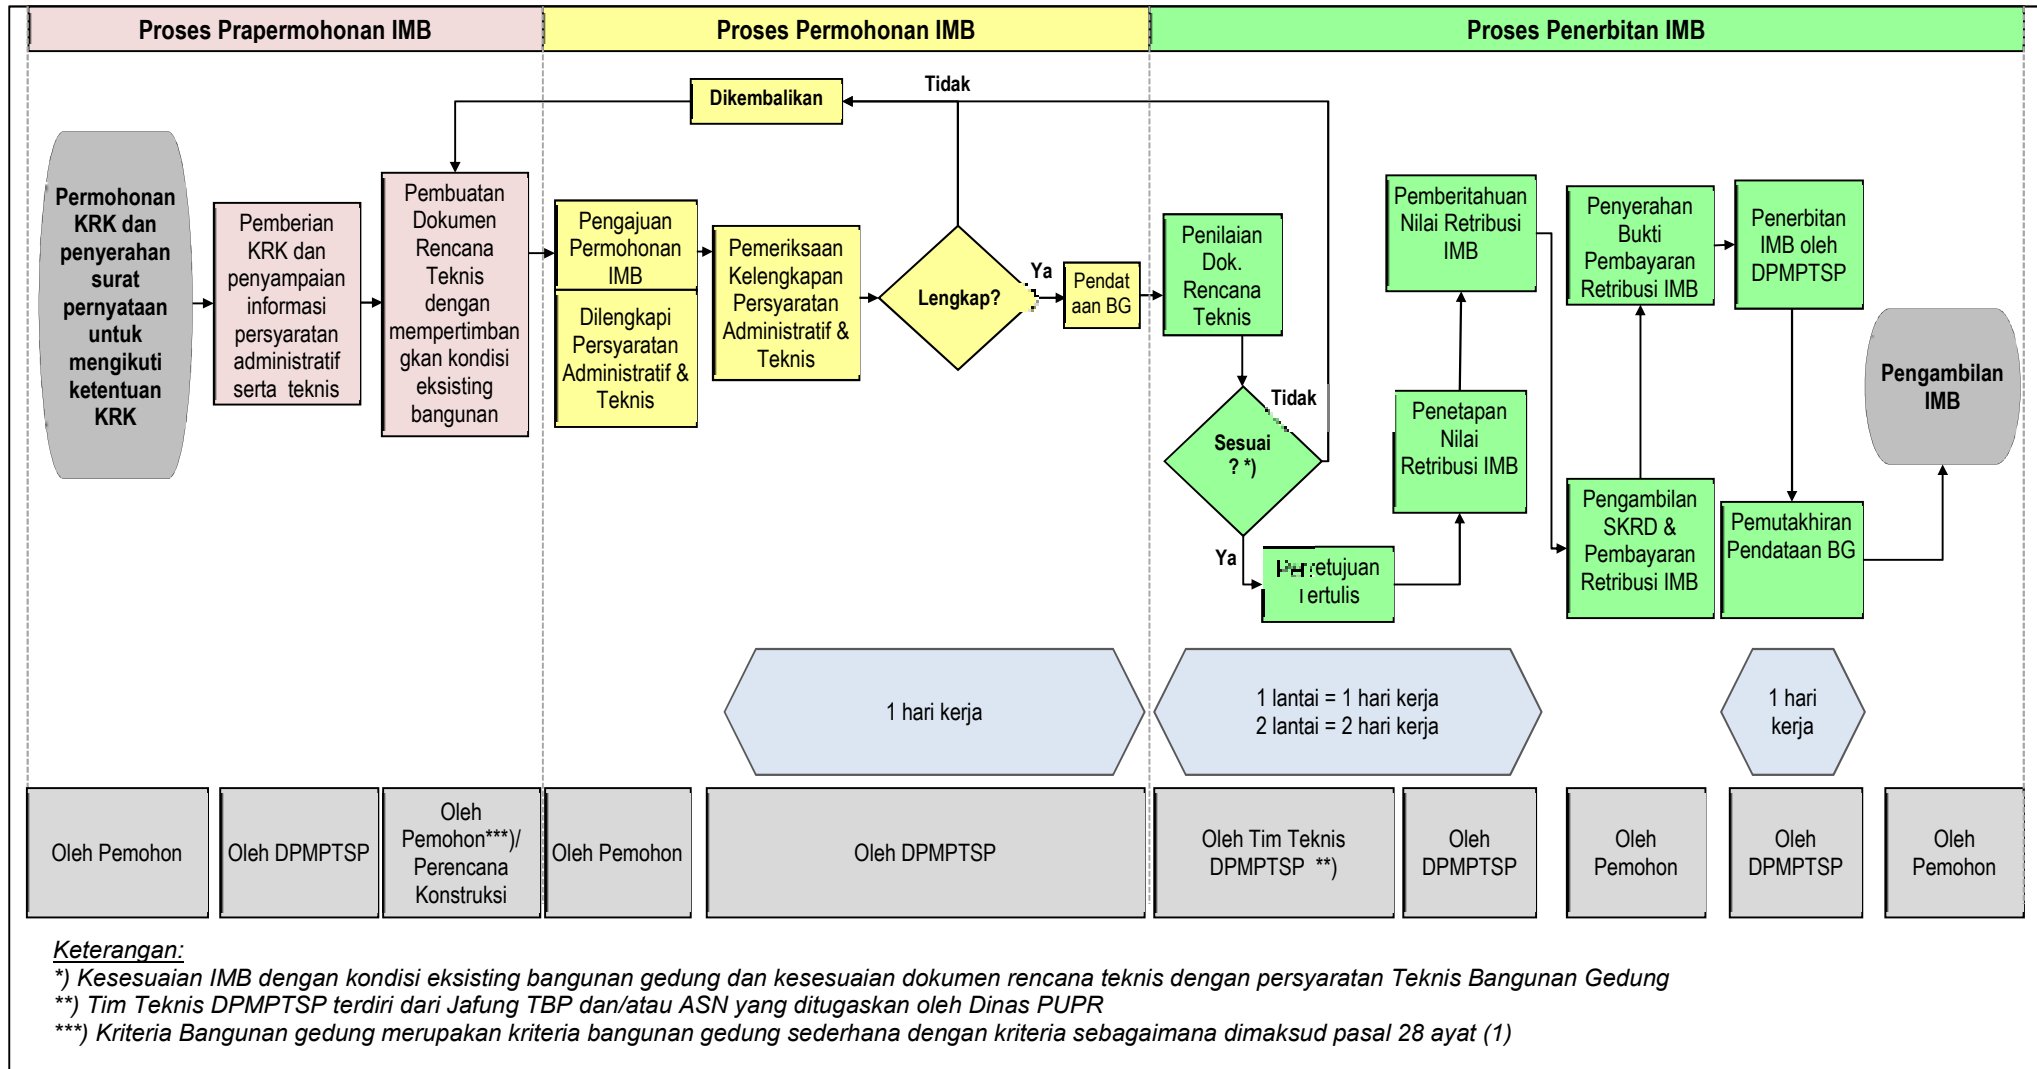 Proses Prapermohonan IMB
Proses Permohonan IMB
Proses Penerbitan IMB
Permohonan
KRK dan
penyerahan
surat
pernyataan
untuk
mengikuti
ketentuan
KRK
Pemberian
KRK dan
penyampaian
informasi
persyaratan
administratif
serta teknis
Pembuatan
Dokumen
Rencana
Teknis
dengan
mempertimban
gkan kondisi
eksisting
bangunan
Dikembalikan
Tidak
Pengajuan
Permohonan
IMB
Dilengkapi
Persyaratan
Administratif &
Teknis
Pemeriksaan
Kelengkapan
Persyaratan
Administratif &
Teknis
Lengkap?
Ya
Pendat
aan BG
Penilaian
Dok.
Rencana
Teknis
Tidak
Sesuai
? *)
Ya
Tertulis
Penetapan
Nilai
Retribusi IMB
Pemberitahuan
Nilai Retribusi
IMB
Pengambilan
SKRD &
Pembayaran
Retribusi IMB
Penyerahan
Bukti
Pembayaran
Retribusi IMB
Penerbitan
IMB oleh
DPMPTSP
Pemutakhiran
Pendataan BG
Pengambilan
IMB
1 hari kerja
1 lantai = 1 hari kerja
2 lantai = 2 hari kerja
1 hari
kerja
Oleh Pemohon
Oleh DPMPTSP
Oleh
Pemohon***)/
Perencana
Konstruksi
Oleh Pemohon
Oleh DPMPTSP
Oleh Tim Teknis
DPMPTSP **)
Oleh
DPMPTSP
Oleh
Pemohon
Oleh
DPMPTSP
Oleh
Pemohon
Keterangan:
*) Kesesuaian IMB dengan kondisi eksisting bangunan gedung dan kesesuaian dokumen rencana teknis dengan persyaratan Teknis Bangunan Gedung
**) Tim Teknis DPMPTSP terdiri dari Jafung TBP dan/atau ASN yang ditugaskan oleh Dinas PUPR
***) Kriteria Bangunan gedung merupakan kriteria bangunan gedung sederhana dengan kriteria sebagaimana dimaksud pasal 28 ayat (1)